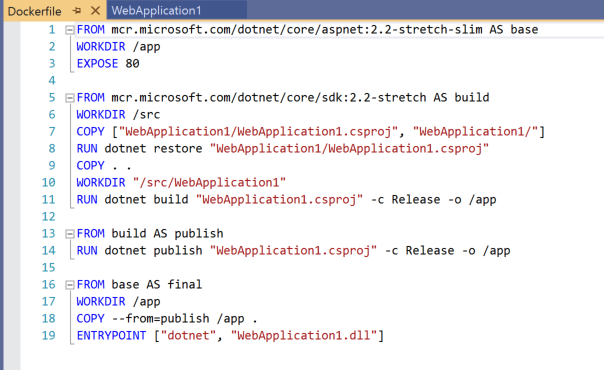 Dockerfile
WebApplication1
1 FROM mcr.microsoft.com/dotnet/core/aspnet:2.2-stretch-slim AS base
2 WORKDIR /app
3 EXPOSE 80
4
5 FROM mcr.microsoft.com/dotnet/core/sdk:2.2-stretch AS build
6 WORKDIR /src
7 COPY ["WebApplication1/WebApplication1.csproj", "WebApplication1/"]
8 RUN dotnet restore "WebApplication1/WebApplication1.csproj"
9 COPY . .
10 WORKDIR "/src/WebApplication1"
11 RUN dotnet build "WebApplication1.csproj" -c Release -o /app
12
13 FROM build AS publish
14 RUN dotnet publish "WebApplication1.csproj" -c Release -o /app
15
16 FROM base AS final
17 WORKDIR /app
18 COPY --from=publish /app .
19 ENTRYPOINT ["dotnet", "WebApplication1.dll"]